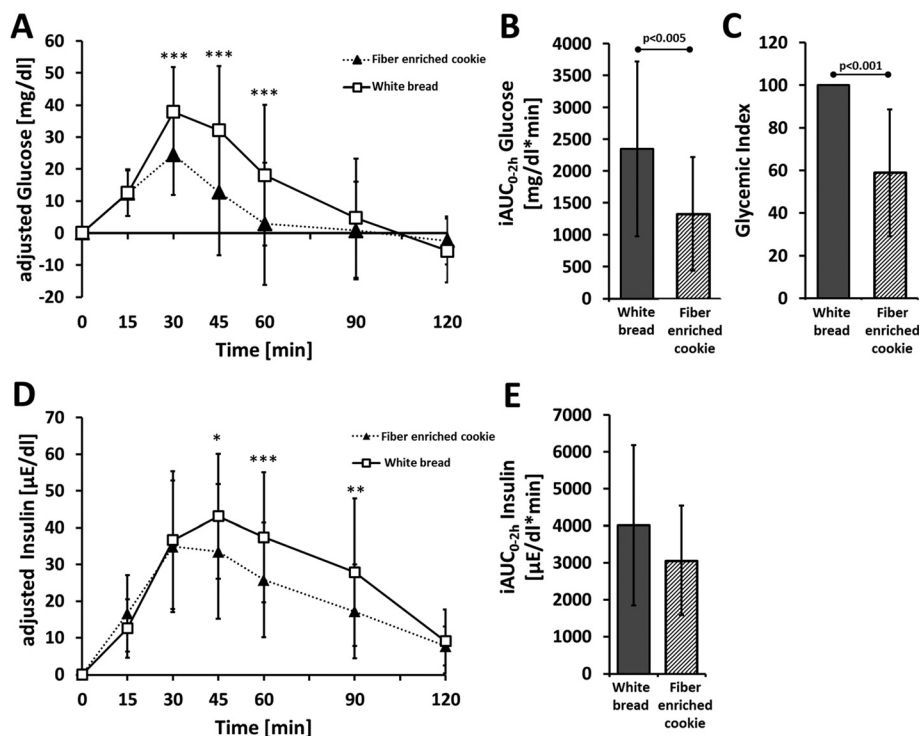 A
adjusted Glucose [mg/dl]
60
50
40
30
20
10
0
-10
-20
*** *** ***
Fiber enriched cookie
White bread
0 15 30 45 60 90 120
Time [min]
B
iAUC0-2h Glucose
[mg/dl*min]
4000
3500
3000
2500
2000
1500
1000
500
0
p<0.005
White
bread
Fiber
enriched
cookie
C
Glycemic Index
120
100
80
60
40
20
0
p<0.001
White
bread
Fiber
enriched
cookie
D
adjusted Insulin [µE/dl]
70
60
50
40
30
20
10
0
* *** **
Fiber enriched cookie
White bread
0 15 30 45 60 90 120
Time [min]
E
iAUC0-2h Insulin
[µE/dl*min]
7000
6000
5000
4000
3000
2000
1000
0
White
bread
Fiber
enriched
cookie